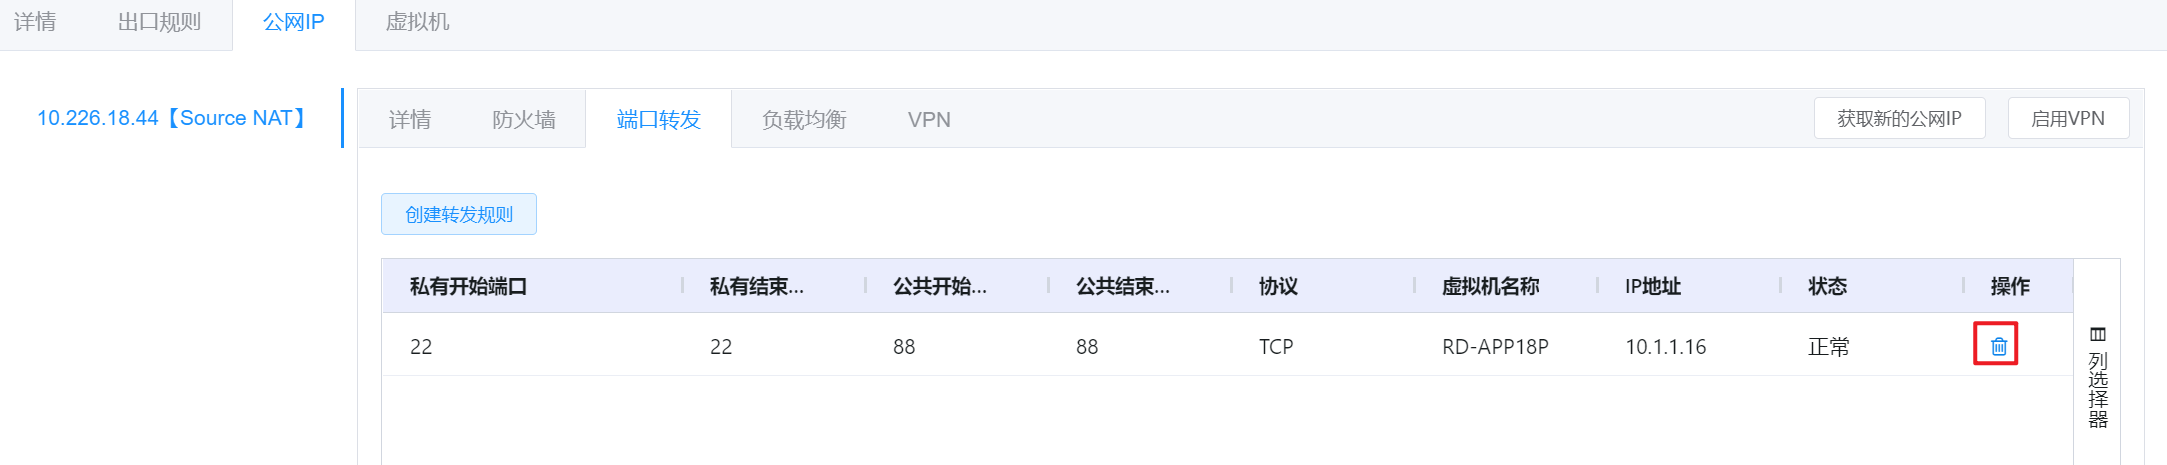 详情 出口规则 公网IP 虚拟机
10.226.18.44【Source NAT】
详情 防火墙 端口转发 负载均衡 VPN 获取新的公网IP 启用VPN
创建转发规则
私有开始端口 私有结束... 公共开始... 公共结束... 协议 虚拟机名称 IP地址 状态 操作
22 22 88 88 TCP RD-APP18P 10.1.1.16 正常
列选择器